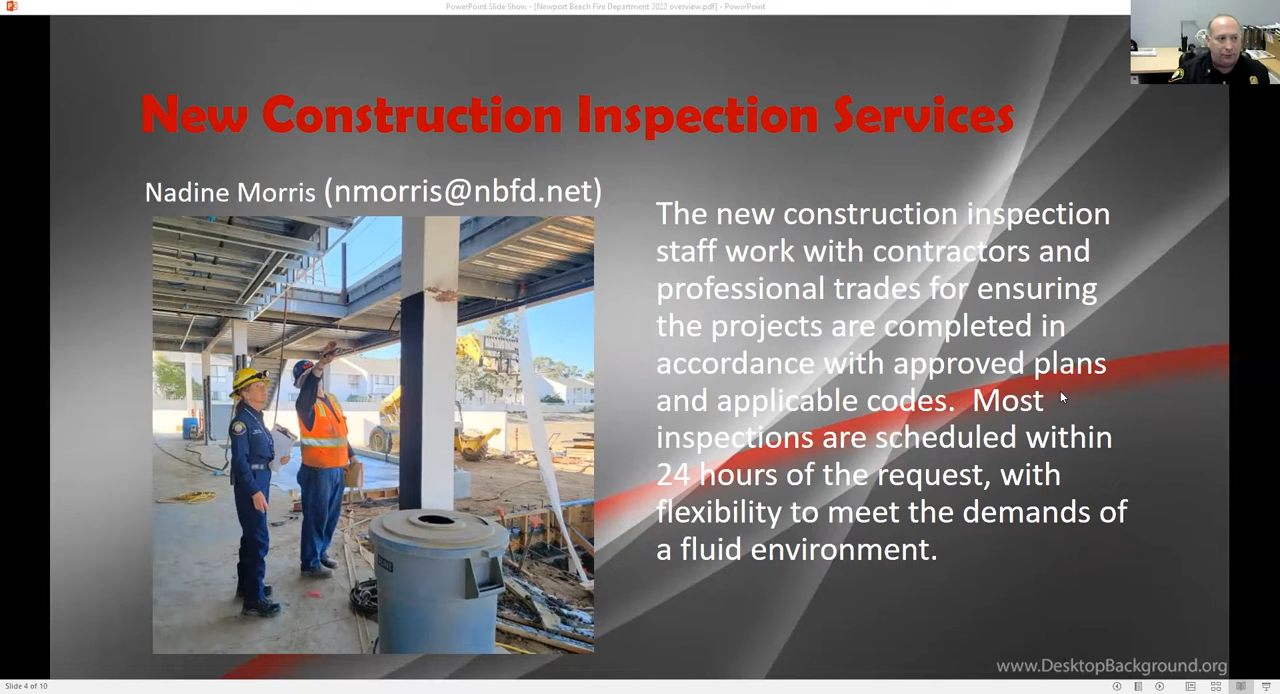 PowerPoint Slide Show - [Newport Beach Fire Department 2022 overview.pdf] - PowerPoint
New Construction Inspection Services
Nadine Morris (nmorris@nbfd.net)
The new construction inspection
staff work with contractors and
professional trades for ensuring
the projects are completed in
accordance with approved plans
and applicable codes.  Most
inspections are scheduled within
24 hours of the request, with
flexibility to meet the demands of
a fluid environment.
www.DesktopBackground.org
Slide 4 of 10